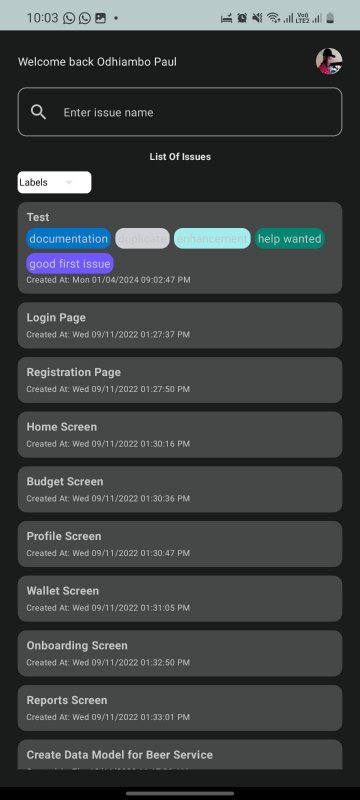 10:03
Vo))
LTE2
Welcome back Odhiambo Paul
Enter issue name
List Of Issues
Labels
Test
documentation duplicate enhancement help wanted
good first issue
Created At: Mon 01/04/2024 09:02:47 PM
Login Page
Created At: Wed 09/11/2022 01:27:37 PM
Registration Page
Created At: Wed 09/11/2022 01:27:50 PM
Home Screen
Created At: Wed 09/11/2022 01:30:16 PM
Budget Screen
Created At: Wed 09/11/2022 01:30:36 PM
Profile Screen
Created At: Wed 09/11/2022 01:30:47 PM
Wallet Screen
Created At: Wed 09/11/2022 01:31:05 PM
Onboarding Screen
Created At: Wed 09/11/2022 01:32:50 PM
Reports Screen
Created At: Wed 09/11/2022 01:33:01 PM
Create Data Model for Beer Service